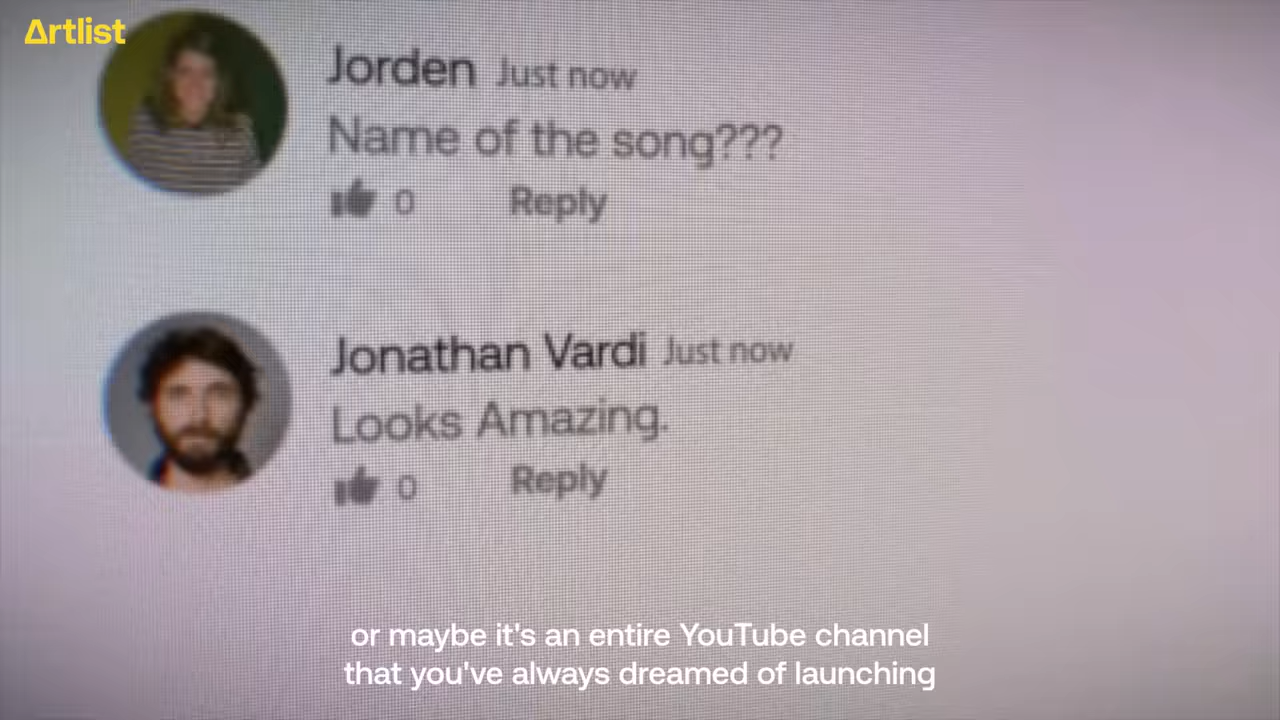 Artlist
Jorden Just now
Name of the song???
0 Reply
Jonathan Vardi Just now
Looks Amazing.
0 Reply
or maybe it's an entire YouTube channel
that you've always dreamed of launching